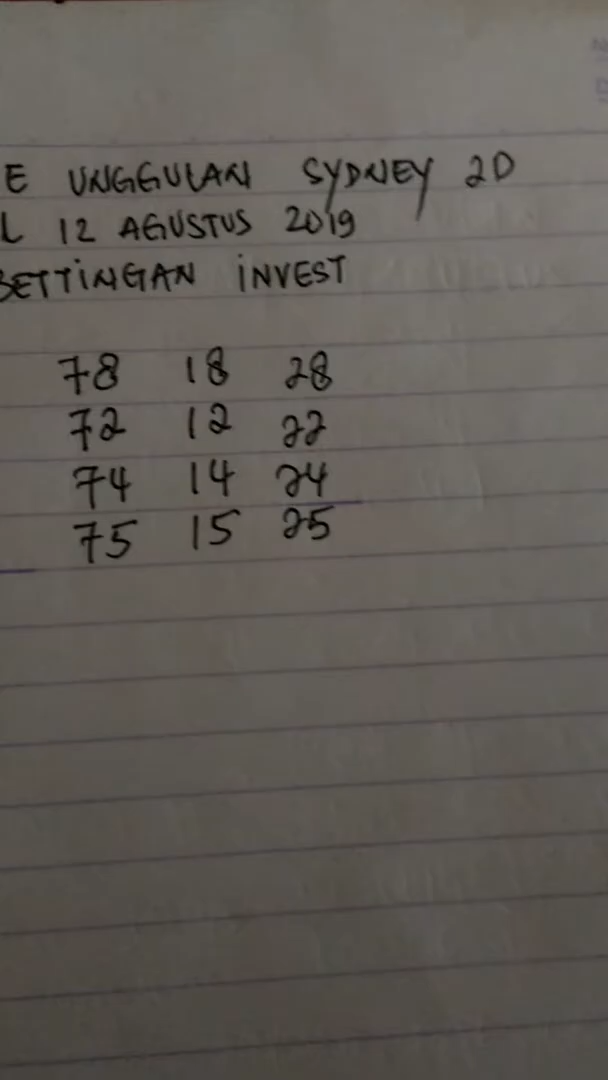 E UNGGULAN SYDNEY 2D
L 12 AGUSTUS 2019
BETTINGAN INVEST
78 18 28
72 12 22
74 14 24
75 15 25